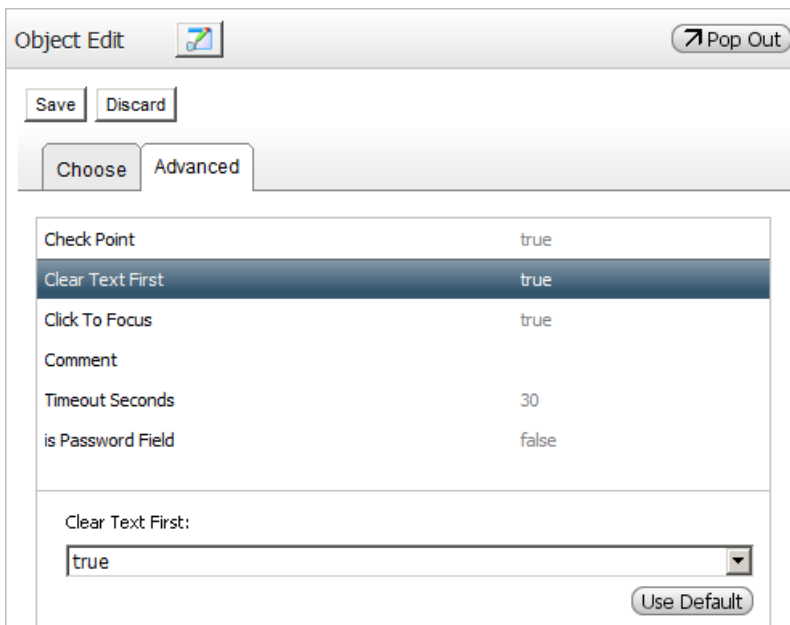 Object Edit Pop Out
Save Discard
Choose Advanced
Check Point true
Clear Text First true
Click To Focus true
Comment
Timeout Seconds 30
is Password Field false
Clear Text First:
true
Use Default